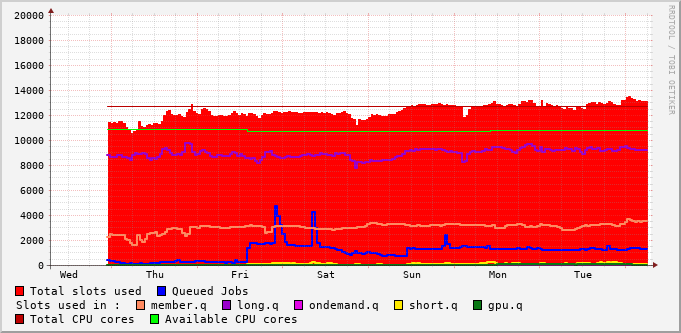 20000
18000
16000
14000
12000
10000
8000
6000
4000
2000
0
Wed Thu Fri Sat Sun Mon Tue
RRDTOOL / TOBI OETIKER
Total slots used Queued Jobs
Slots used in : member.q long.q ondemand.q short.q gpu.q
Total CPU cores Available CPU cores